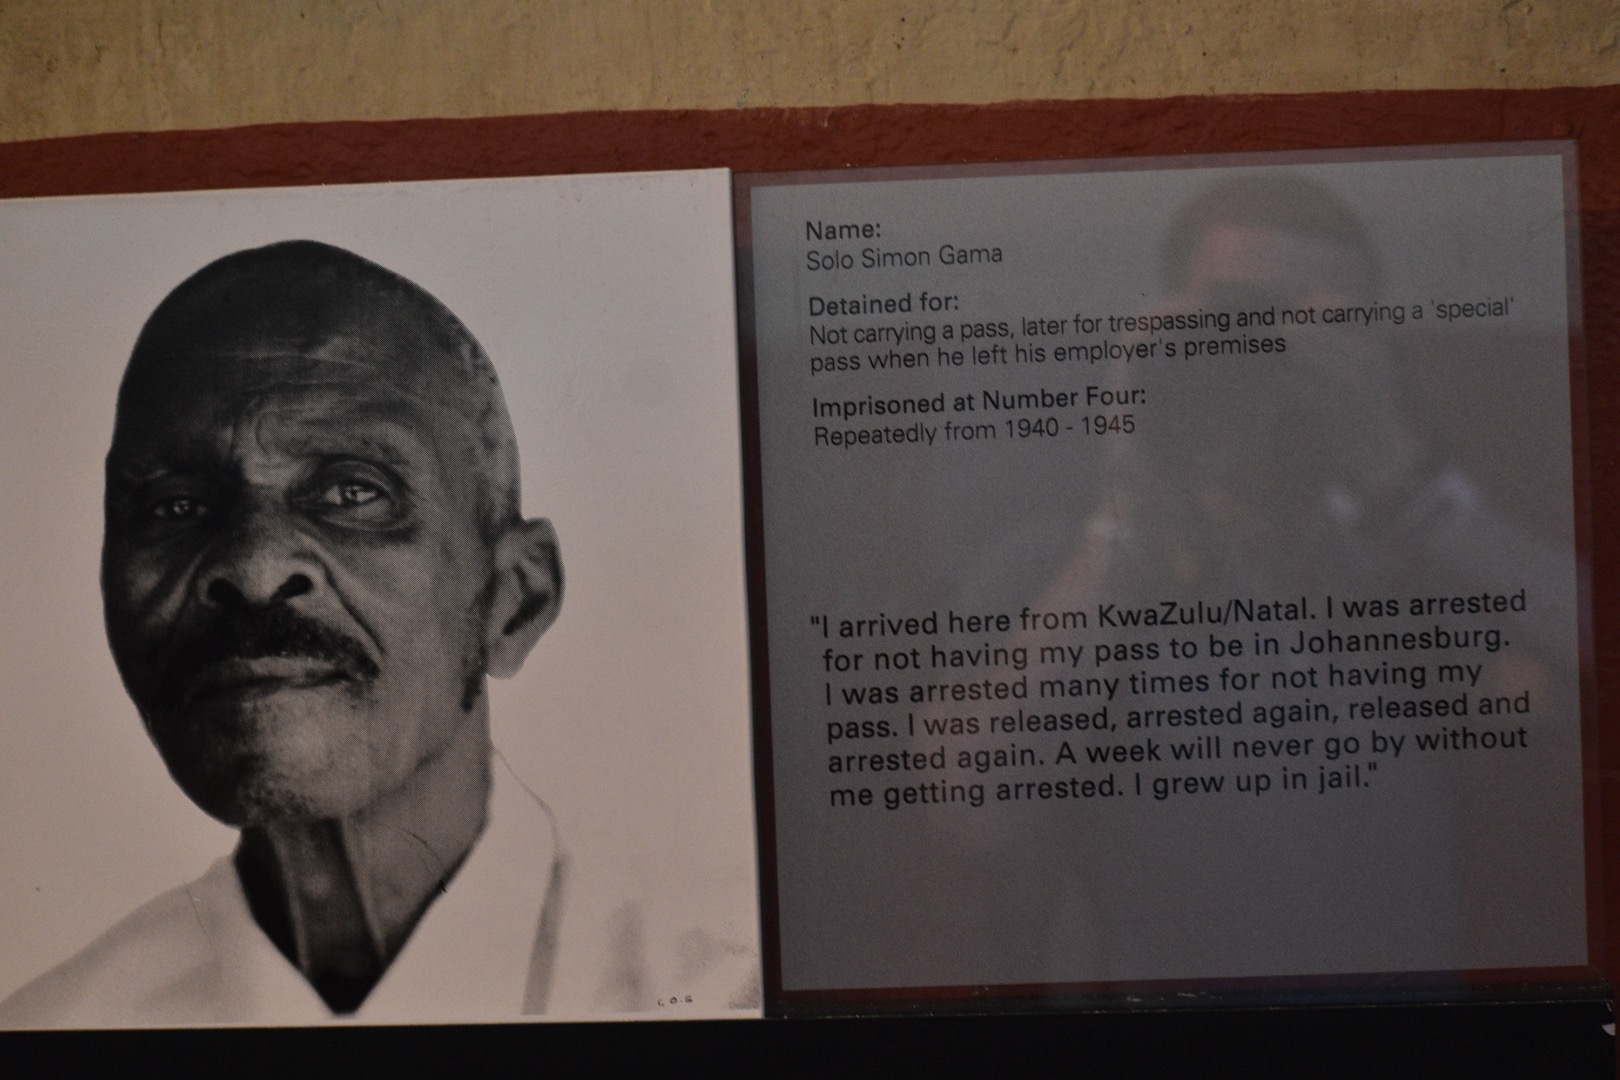 Name:
Solo Simon Gama
Detained for:
Not carrying a pass, later for trespassing and not carrying a 'special'
pass when he left his employer's premises
Imprisoned at Number Four:
Repeatedly from 1940 - 1945
"I arrived here from KwaZulu/Natal. I was arrested
for not having my pass to be in Johannesburg.
I was arrested many times for not having my
pass. I was released, arrested again, released and
arrested again. A week will never go by without
me getting arrested. I grew up in jail."